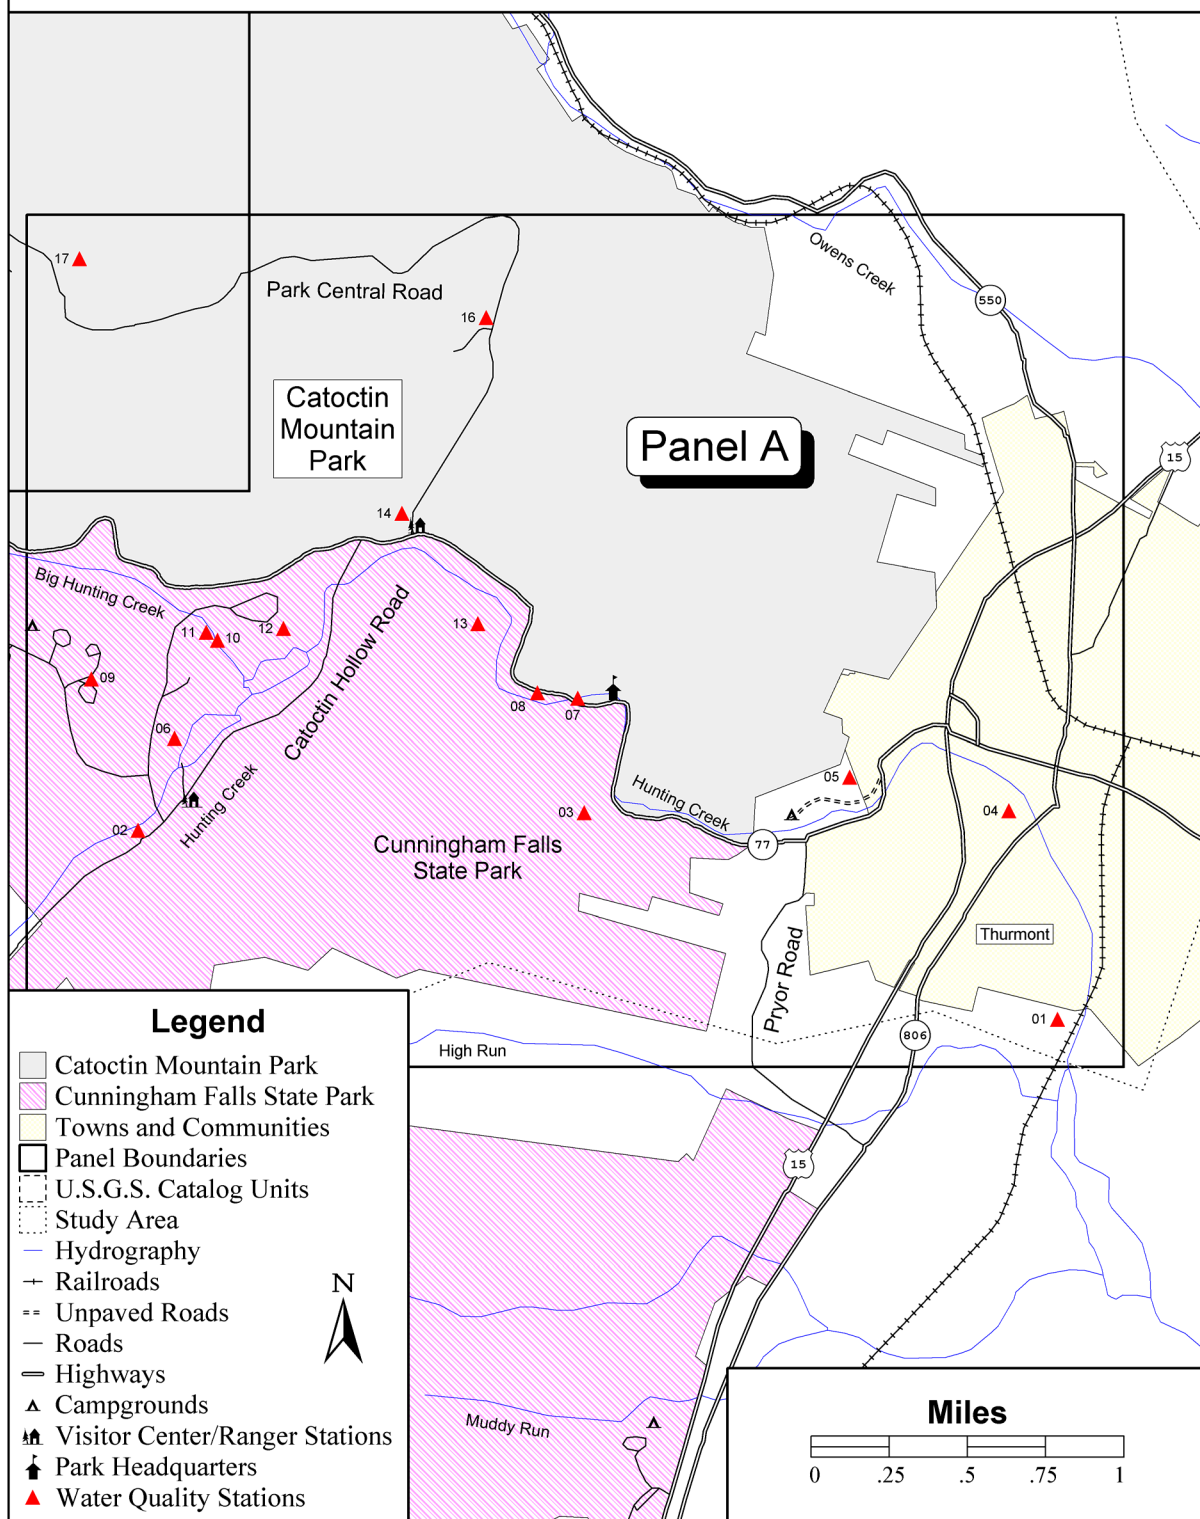 Owens Creek
17
Park Central Road
550
16
Catoctin
Mountain
Park
Panel A
15
14
Big Hunting Creek
11
10
12
13
Catoctin Hollow Road
09
08
07
06
05
Hunting Creek
Hunting Creek
03
04
02
Cunningham Falls
State Park
77
Thurmont
Pryor Road
01
806
High Run
15
Muddy Run
Legend
Catoctin Mountain Park
Cunningham Falls State Park
Towns and Communities
Panel Boundaries
U.S.G.S. Catalog Units
Study Area
Hydrography
Railroads
Unpaved Roads
Roads
Highways
Campgrounds
Visitor Center/Ranger Stations
Park Headquarters
Water Quality Stations
N
Miles
0 .25 .5 .75 1